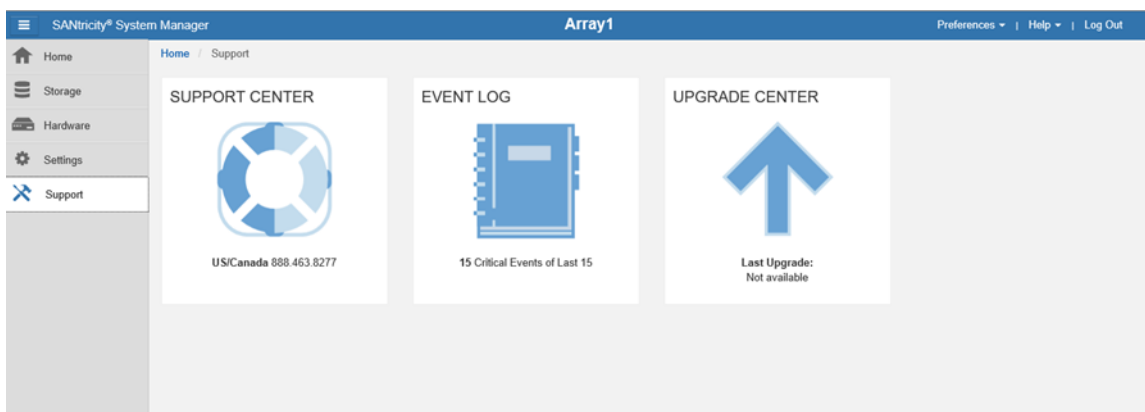 SANtricity® System Manager Array1 Preferences | Help | Log Out
Home Home / Support
Storage
Hardware
Settings
Support
SUPPORT CENTER EVENT LOG UPGRADE CENTER
US/Canada 888.463.8277 15 Critical Events of Last 15 Last Upgrade:
Not available